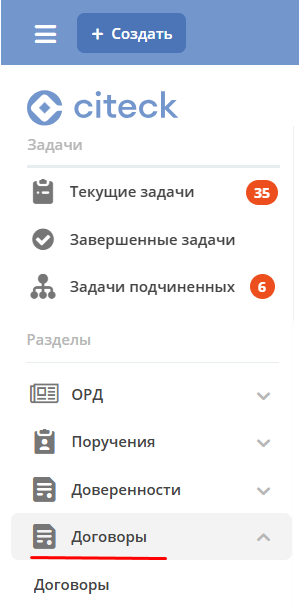 + Создать
citeck
Задачи
Текущие задачи 35
Завершенные задачи
Задачи подчиненных 6
Разделы
ОРД
Поручения
Доверенности
Договоры
Договоры